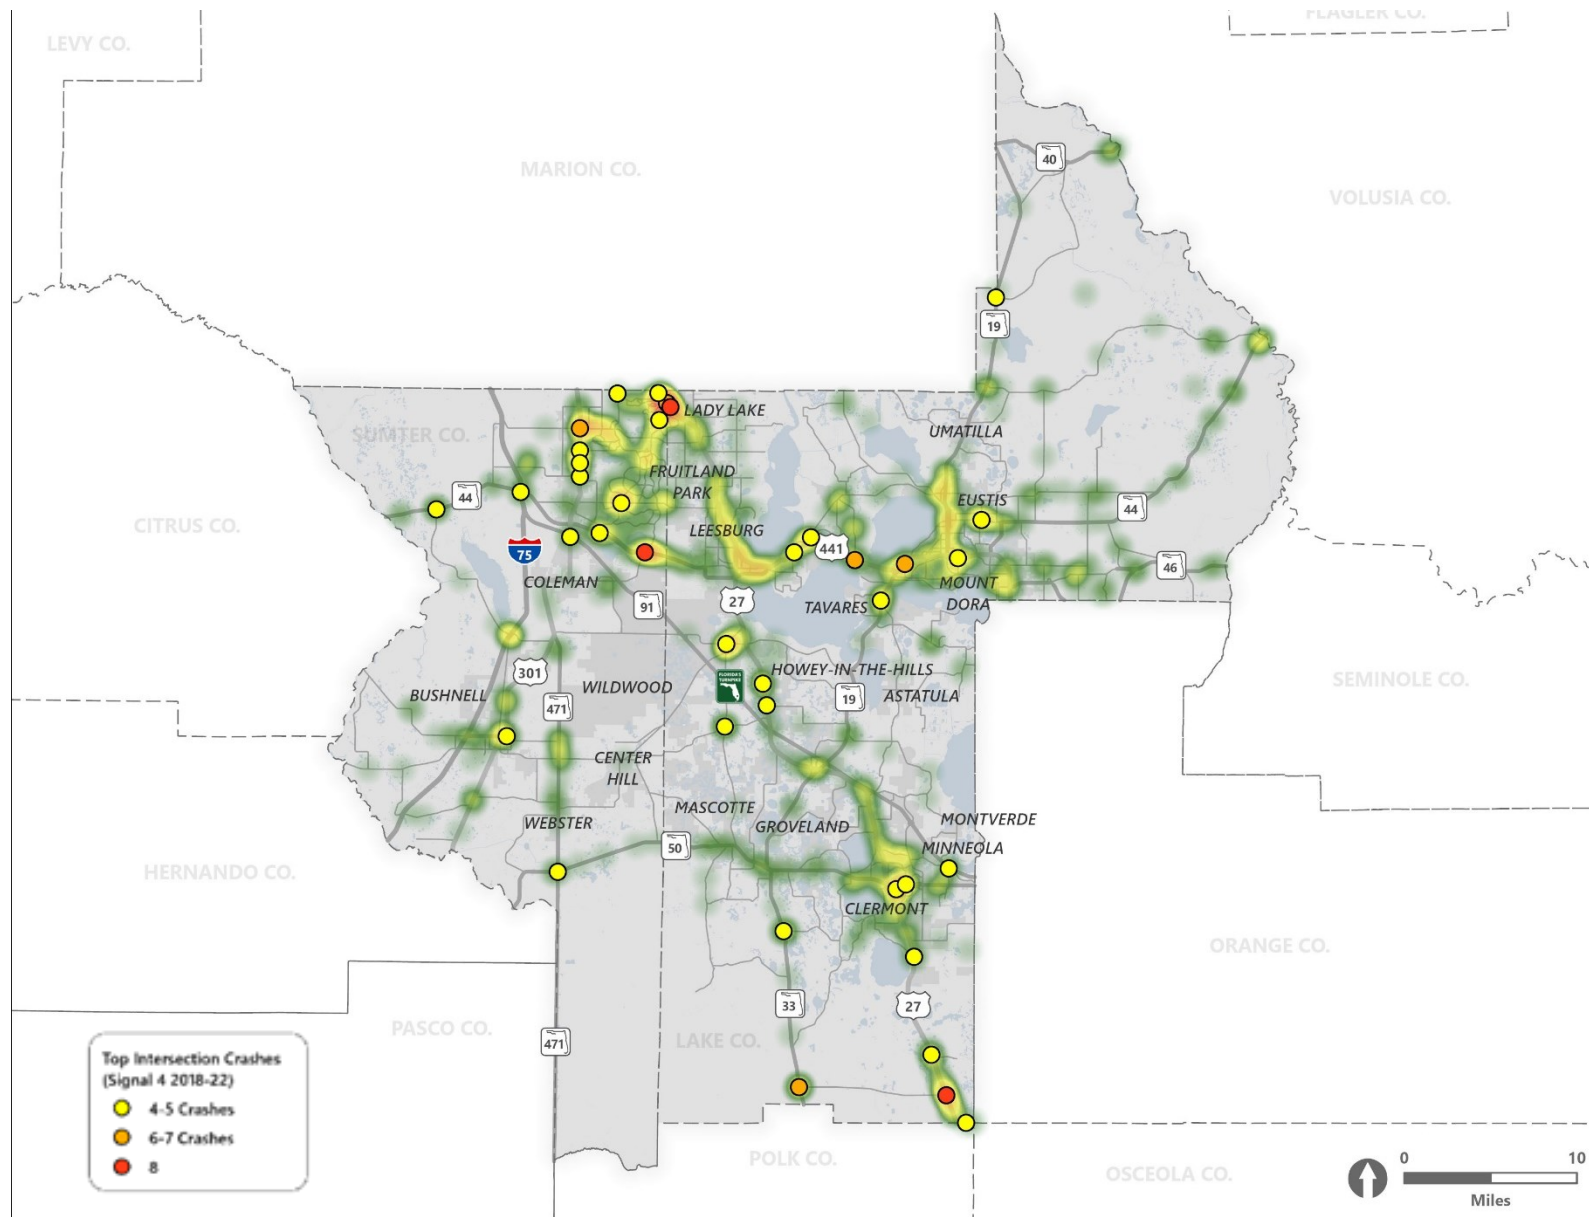 FLAGLER CO.
LEVY CO.
MARION CO.
40
VOLUSIA CO.
19
LADY LAKE
SUMTER CO.
UMATILLA
FRUITLAND
PARK
44
EUSTIS
44
CITRUS CO.
LEESBURG
441
75
46
COLEMAN
MOUNT
DORA
91
27
TAVARES
301
HOWEY-IN-THE-HILLS
SEMINOLE CO.
BUSHNELL
WILDWOOD
FLORIDA'S
TURNPIKE
19
ASTATULA
471
CENTER
HILL
MASCOTTE
WEBSTER
GROVELAND
MONTVERDE
50
MINNEOLA
HERNANDO CO.
CLERMONT
ORANGE CO.
33
27
PASCO CO.
LAKE CO.
471
Top Intersection Crashes
(Signal 4 2018-22)
4-5 Crashes
6-7 Crashes
8
POLK CO.
OSCEOLA CO.
0 10
Miles